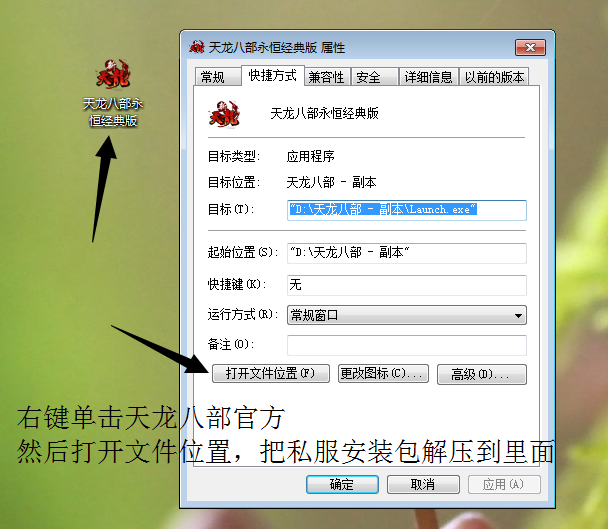 天龙八部永恒经典版 属性
常规
快捷方式
兼容性
安全
详细信息
以前的版本
天龙
天龙八部永
恒经典版
天龙八部永恒经典版
目标类型: 应用程序
目标位置: 天龙八部 - 副本
目标(T): "D:\天龙八部 - 副本\Launch.exe"
起始位置(S): "D:\天龙八部 - 副本"
快捷键(K): 无
运行方式(R): 常规窗口
备注(O):
打开文件位置(F)
更改图标(C)...
高级(D)...
右键单击天龙八部官方
然后打开文件位置，把私服安装包解压到里面
确定
取消
应用(A)